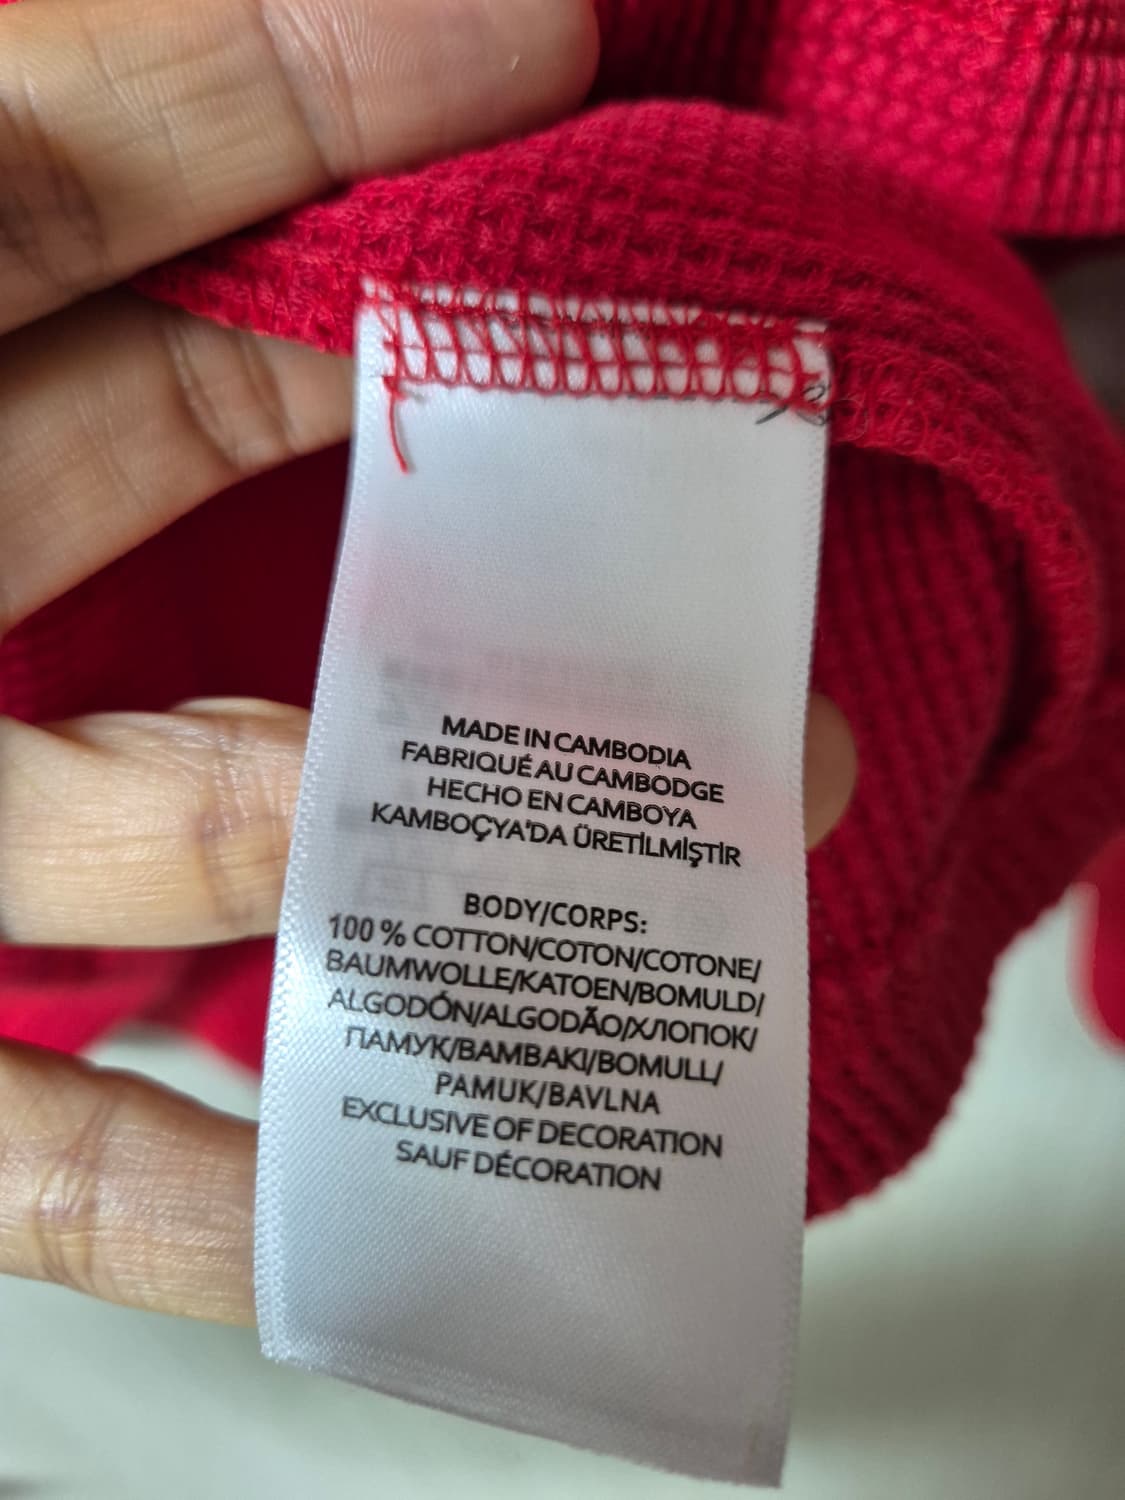 MADE IN CAMBODIA
FABRIQUÉ AU CAMBODGE
HECHO EN CAMBOYA
KAMBOÇYA'DA ÜRETİLMİŞTİR
BODY/CORPS:
100 % COTTON/COTON/COTONE/
BAUMWOLLE/KATOEN/BOMULD/
ALGODÓN/ALGODÃO/ХЛОПОК/
ПАМУК/BAMBAKI/BOMULL/
PAMUK/BAVLNA
EXCLUSIVE OF DECORATION
SAUF DÉCORATION